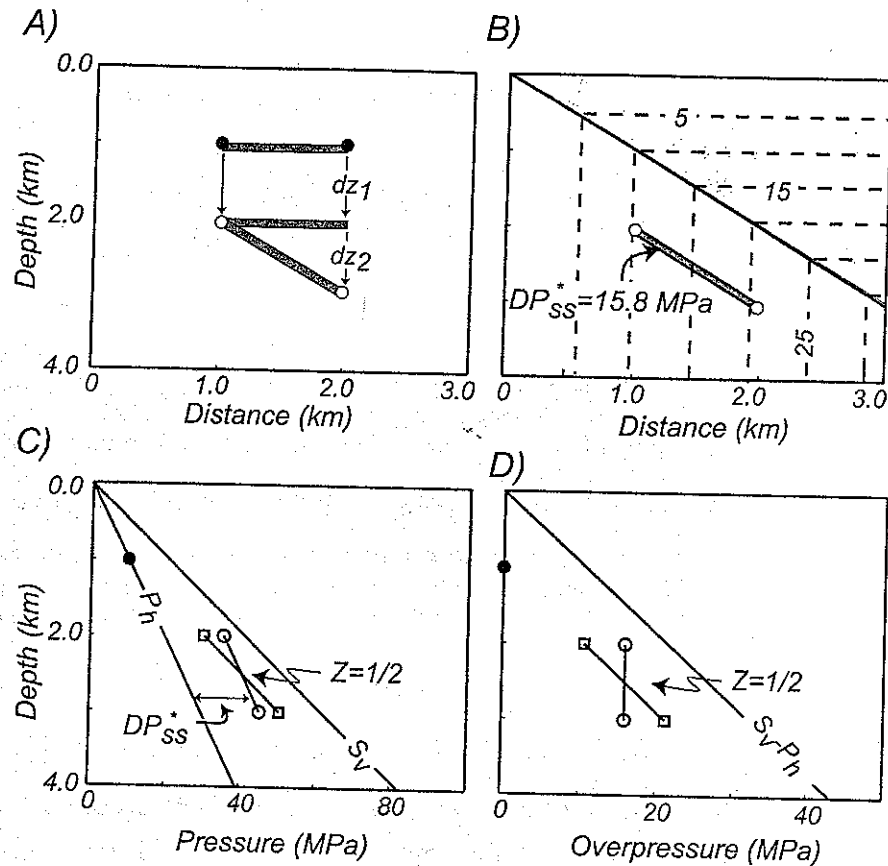 A)
0.0
2.0
4.0
Depth (km)
dz1
dz2
0
1.0
2.0
3.0
Distance (km)
B)
5
15
25
DP*ss=15.8 MPa
0
1.0
2.0
3.0
Distance (km)
C)
0.0
2.0
4.0
Depth (km)
Ph
Z=1/2
DP*ss
Sv
0
40
80
Pressure (MPa)
D)
Z=1/2
Sv-Ph
0
20
40
Overpressure (MPa)